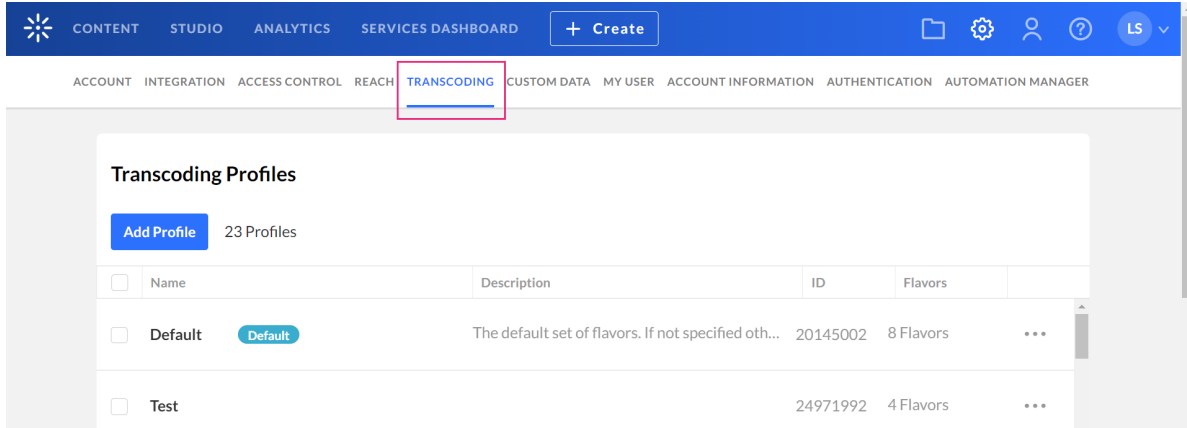 CONTENT STUDIO ANALYTICS SERVICES DASHBOARD + Create LS
ACCOUNT INTEGRATION ACCESS CONTROL REACH TRANSCODING CUSTOM DATA MY USER ACCOUNT INFORMATION AUTHENTICATION AUTOMATION MANAGER
Transcoding Profiles
Add Profile 23 Profiles
Name Description ID Flavors
Default Default The default set of flavors. If not specified oth... 20145002 8 Flavors
Test 24971992 4 Flavors